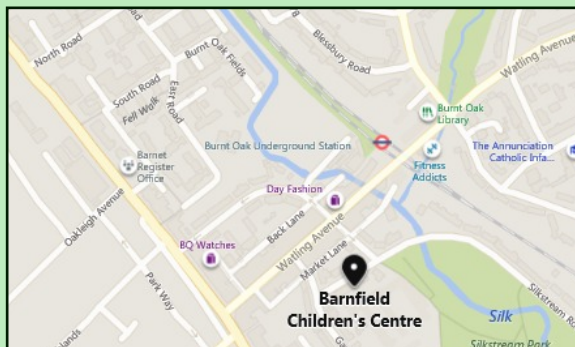 North Road
Burnt Oak Fields
Blessbury Road
Watling Avenue
South Road
Fell Walk
East Road
Burnt Oak
Library
Burnt Oak Underground Station
The Annunciation
Catholic Infa...
Fitness
Addicts
Barnet
Register
Office
Day Fashion
Oakleigh Avenue
Back Lane
BQ Watches
Watling Avenue
Market Lane
Park Way
Barnfield
Children's Centre
Silkstream
Silk
Silkstream Park